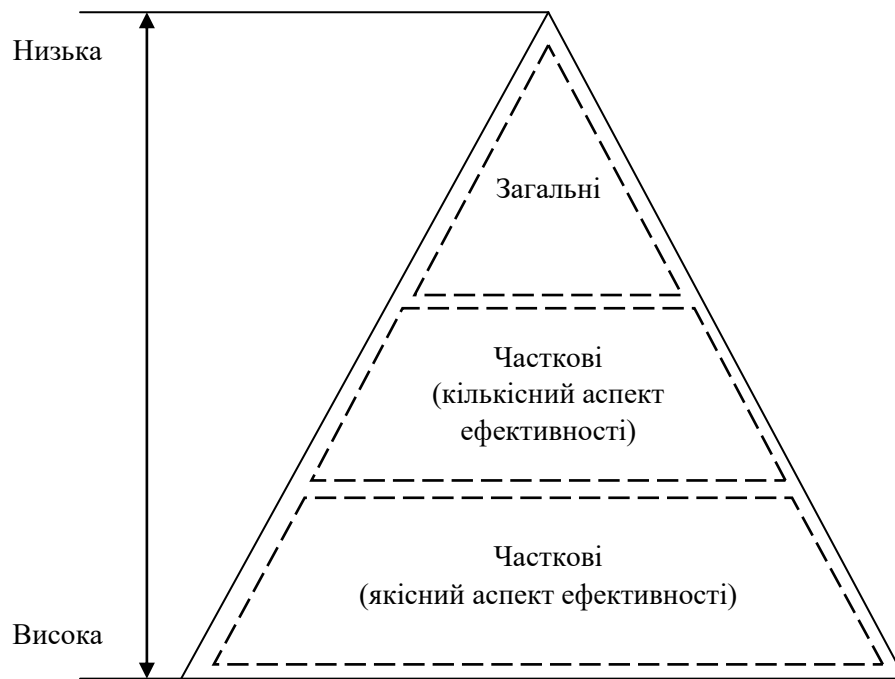 Низька
Загальні
Часткові
(кількісний аспект
ефективності)
Часткові
(якісний аспект ефективності)
Висока